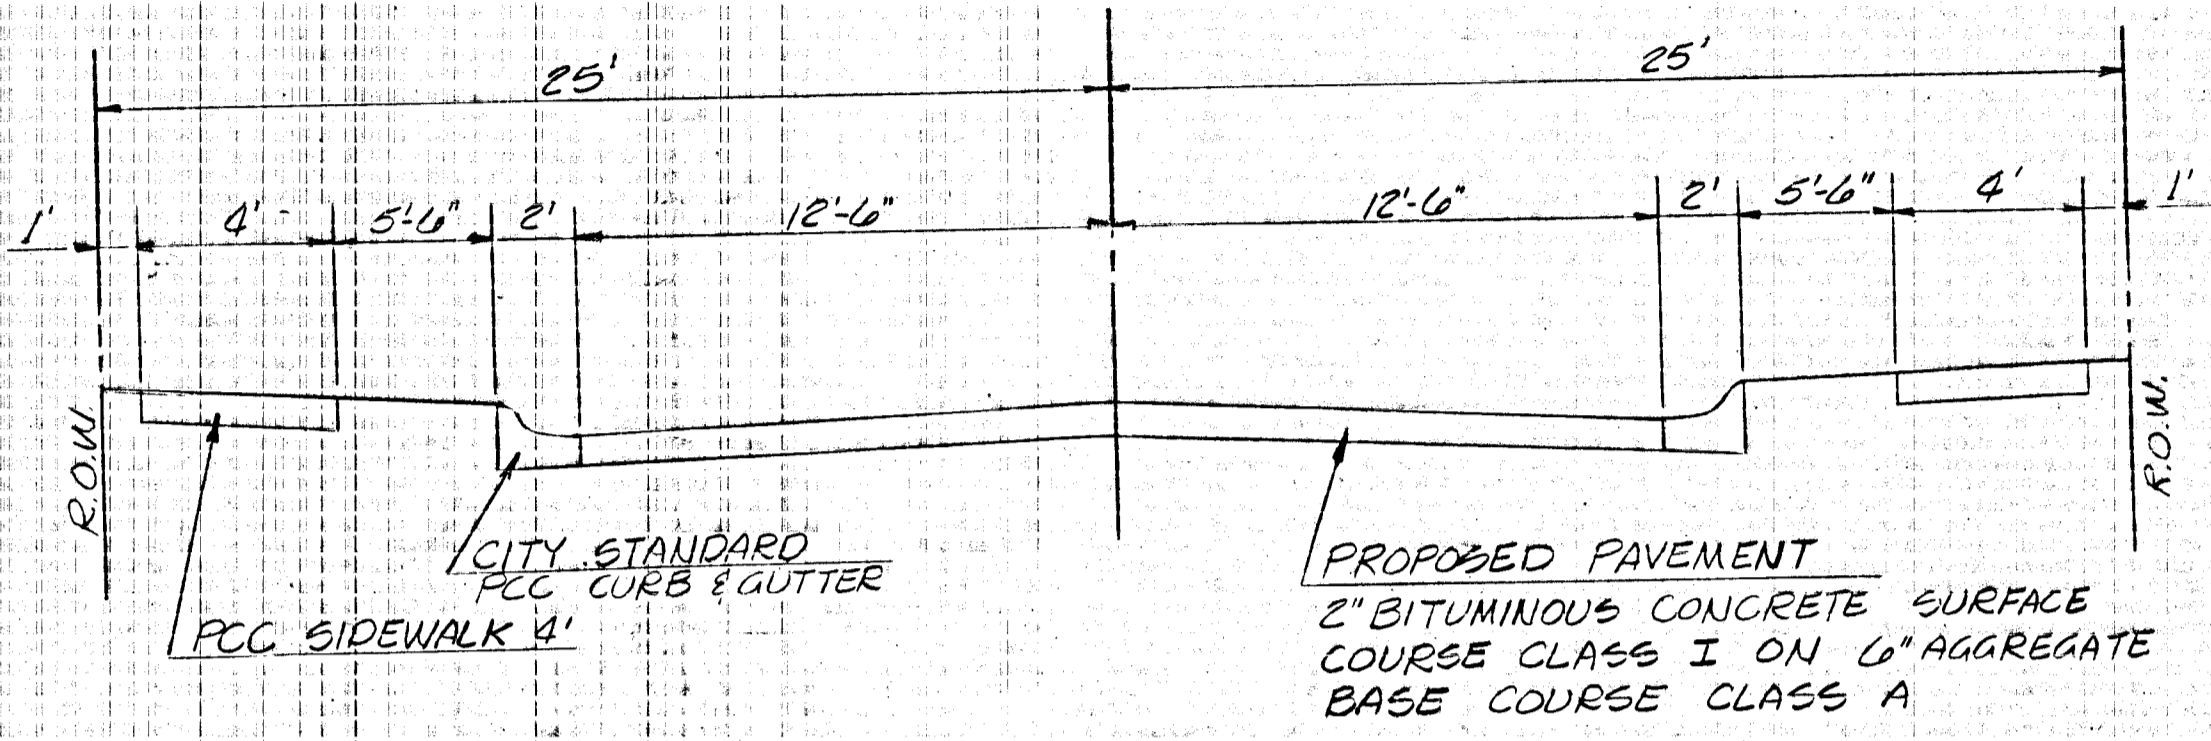 25'
25'
1'
4'
5'-6"
2'
12'-6"
12'-6"
2'
5'-6"
4'
1'
R.O.W.
R.O.W.
CITY STANDARD
PCC CURB & GUTTER
PCC SIDEWALK 4'
PROPOSED PAVEMENT
2" BITUMINOUS CONCRETE SURFACE
COURSE CLASS I ON 6" AGGREGATE
BASE COURSE CLASS A